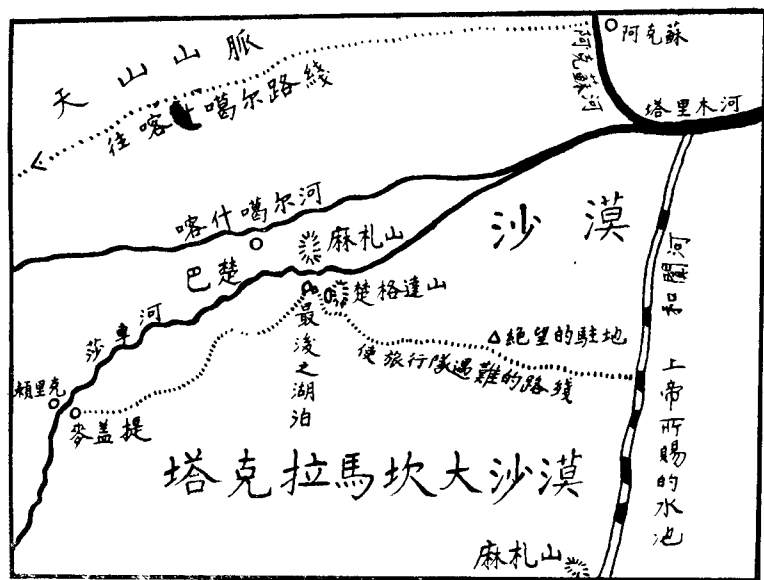 天山山脈
往喀什噶尔路綫
阿克蘇
阿克蘇河
塔里木河
喀什噶尔河
巴楚
麻札山
沙漠
楚格達山
最後之湖泊
莎車河
絕望的駐地
使旅行隊遇難的路綫
和闐河
上帝所賜的水池
頼里克
麥盖提
塔克拉馬坎大沙漠
麻札山